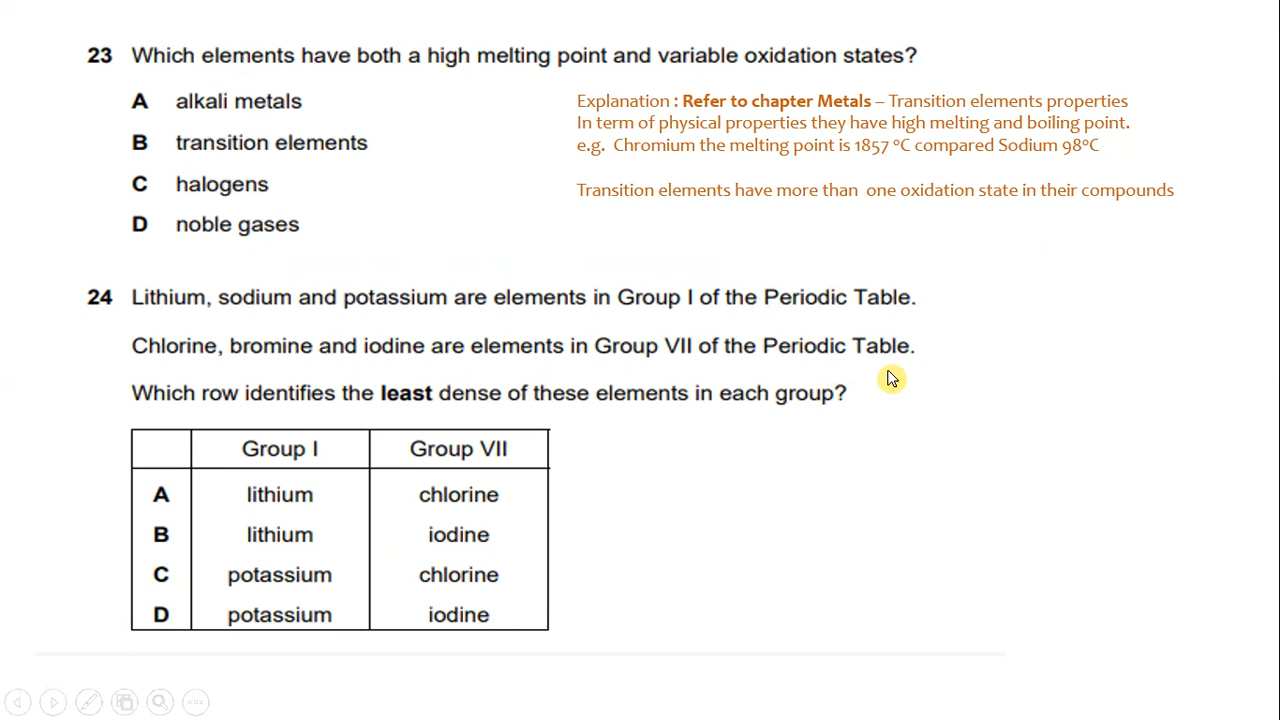 23 Which elements have both a high melting point and variable oxidation states?
A alkali metals
B transition elements
C halogens
D noble gases
Explanation : Refer to chapter Metals – Transition elements properties
In term of physical properties they have high melting and boiling point.
e.g. Chromium the melting point is 1857 °C compared Sodium 98°C
Transition elements have more than one oxidation state in their compounds
24 Lithium, sodium and potassium are elements in Group I of the Periodic Table.
Chlorine, bromine and iodine are elements in Group VII of the Periodic Table.
Which row identifies the least dense of these elements in each group?
Group I Group VII
A lithium chlorine
B lithium iodine
C potassium chlorine
D potassium iodine